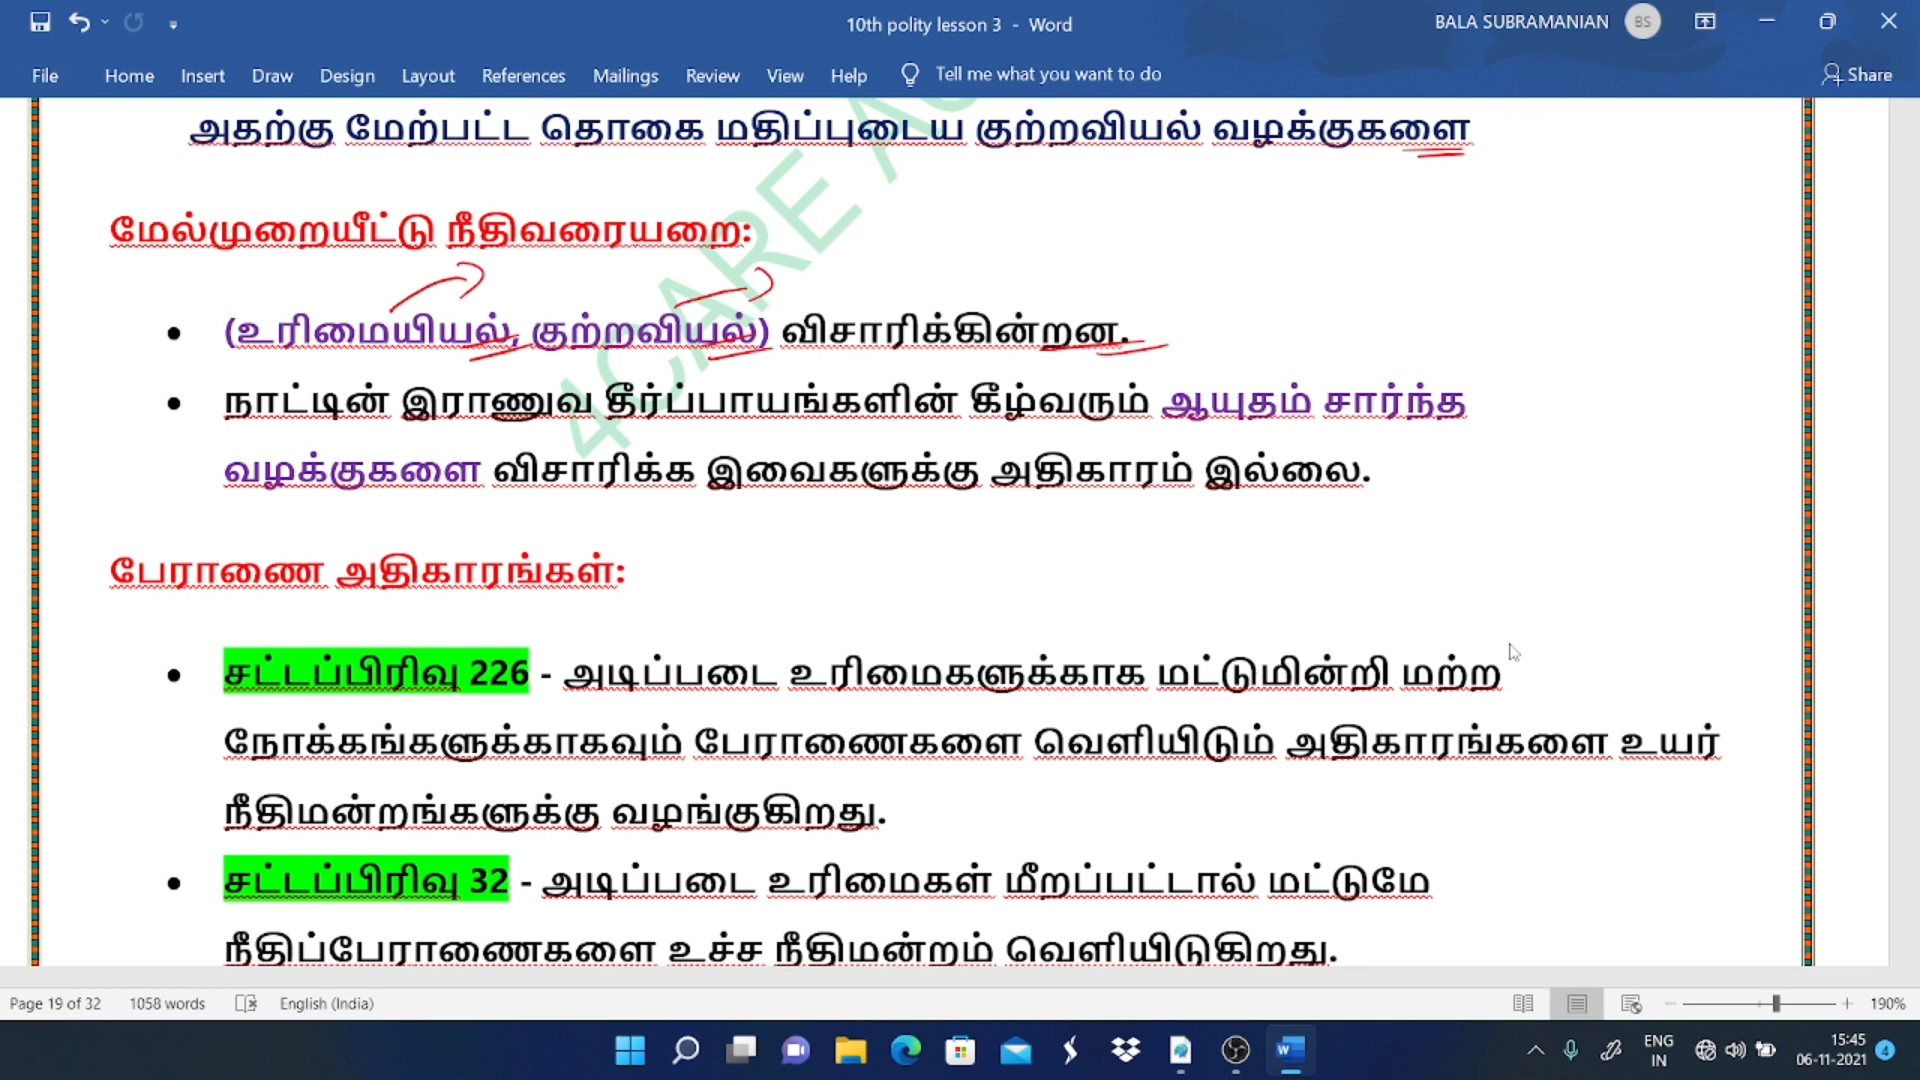 10th polity lesson 3 - Word
BALA SUBRAMANIAN BS
File Home Insert Draw Design Layout References Mailings Review View Help Tell me what you want to do Share
அதற்கு மேற்பட்ட தொகை மதிப்புடைய குற்றவியல் வழக்குகளை
மேல்முறையீட்டு நீதிவரையறை:
• (உரிமையியல், குற்றவியல்) விசாரிக்கின்றன.
• நாட்டின் இராணுவ தீர்ப்பாயங்களின் கீழ்வரும் ஆயுதம் சார்ந்த
வழக்குகளை விசாரிக்க இவைகளுக்கு அதிகாரம் இல்லை.
பேராணை அதிகாரங்கள்:
• சட்டப்பிரிவு 226 - அடிப்படை உரிமைகளுக்காக மட்டுமின்றி மற்ற
நோக்கங்களுக்காகவும் பேராணைகளை வெளியிடும் அதிகாரங்களை உயர்
நீதிமன்றங்களுக்கு வழங்குகிறது.
• சட்டப்பிரிவு 32 - அடிப்படை உரிமைகள் மீறப்பட்டால் மட்டுமே
நீதிப்பேராணைகளை உச்ச நீதிமன்றம் வெளியிடுகிறது.
4CARE
Page 19 of 32 1058 words English (India) 190%
ENG 15:45
IN 06-11-2021 4